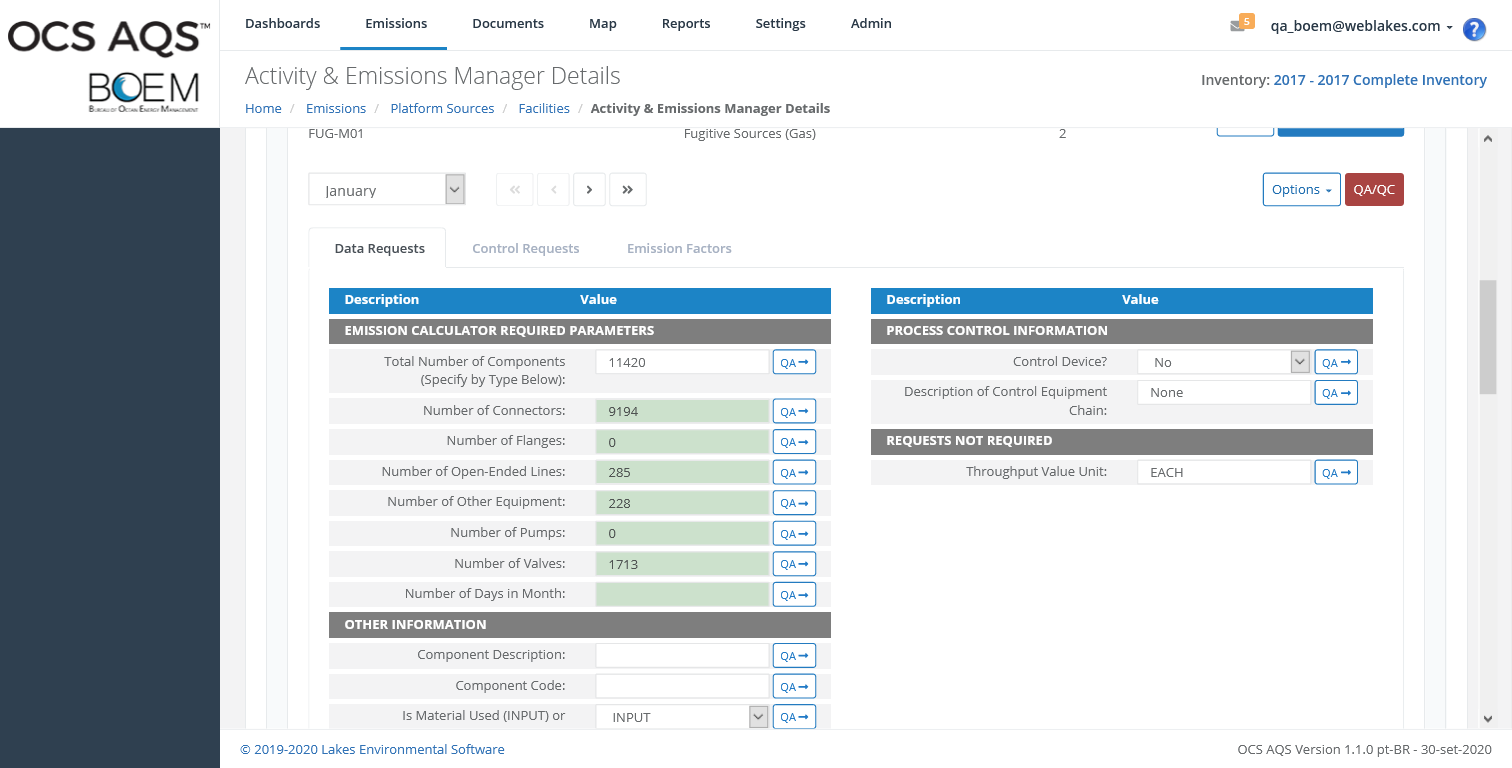 OCS AQS™
BOEM
Bureau of Ocean Energy Management
Dashboards Emissions Documents Map Reports Settings Admin
5 qa_boem@weblakes.com ?
Activity & Emissions Manager Details
Inventory: 2017 - 2017 Complete Inventory
Home / Emissions / Platform Sources / Facilities / Activity & Emissions Manager Details
FUG-M01 Fugitive Sources (Gas) 2
January « ‹ › » Options QA/QC
Data Requests Control Requests Emission Factors
Description Value
EMISSION CALCULATOR REQUIRED PARAMETERS
Total Number of Components
(Specify by Type Below): 11420 QA➞
Number of Connectors: 9194 QA➞
Number of Flanges: 0 QA➞
Number of Open-Ended Lines: 285 QA➞
Number of Other Equipment: 228 QA➞
Number of Pumps: 0 QA➞
Number of Valves: 1713 QA➞
Number of Days in Month: QA➞
OTHER INFORMATION
Component Description: QA➞
Component Code: QA➞
Is Material Used (INPUT) or INPUT QA➞
Description Value
PROCESS CONTROL INFORMATION
Control Device? No QA➞
Description of Control Equipment
Chain: None QA➞
REQUESTS NOT REQUIRED
Throughput Value Unit: EACH QA➞
© 2019-2020 Lakes Environmental Software
OCS AQS Version 1.1.0 pt-BR - 30-set-2020